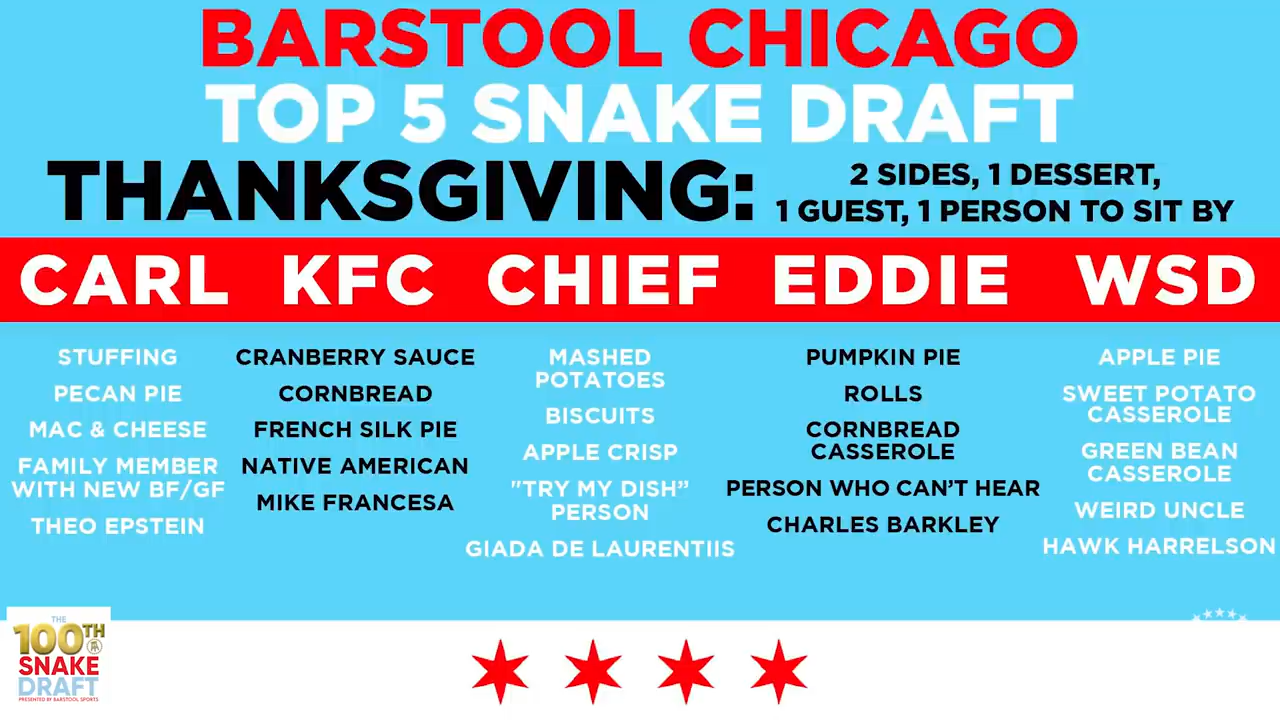 BARSTOOL CHICAGO
TOP 5 SNAKE DRAFT
THANKSGIVING:
2 SIDES, 1 DESSERT,
1 GUEST, 1 PERSON TO SIT BY
CARL KFC CHIEF EDDIE WSD
STUFFING
PECAN PIE
MAC & CHEESE
FAMILY MEMBER
WITH NEW BF/GF
THEO EPSTEIN
CRANBERRY SAUCE
CORNBREAD
FRENCH SILK PIE
NATIVE AMERICAN
MIKE FRANCESA
MASHED
POTATOES
BISCUITS
APPLE CRISP
"TRY MY DISH”
PERSON
GIADA DE LAURENTIIS
PUMPKIN PIE
ROLLS
CORNBREAD
CASSEROLE
PERSON WHO CAN’T HEAR
CHARLES BARKLEY
APPLE PIE
SWEET POTATO
CASSEROLE
GREEN BEAN
CASSEROLE
WEIRD UNCLE
HAWK HARRELSON
THE
100TH
SNAKE
DRAFT
PRESENTED BY BARSTOOL SPORTS